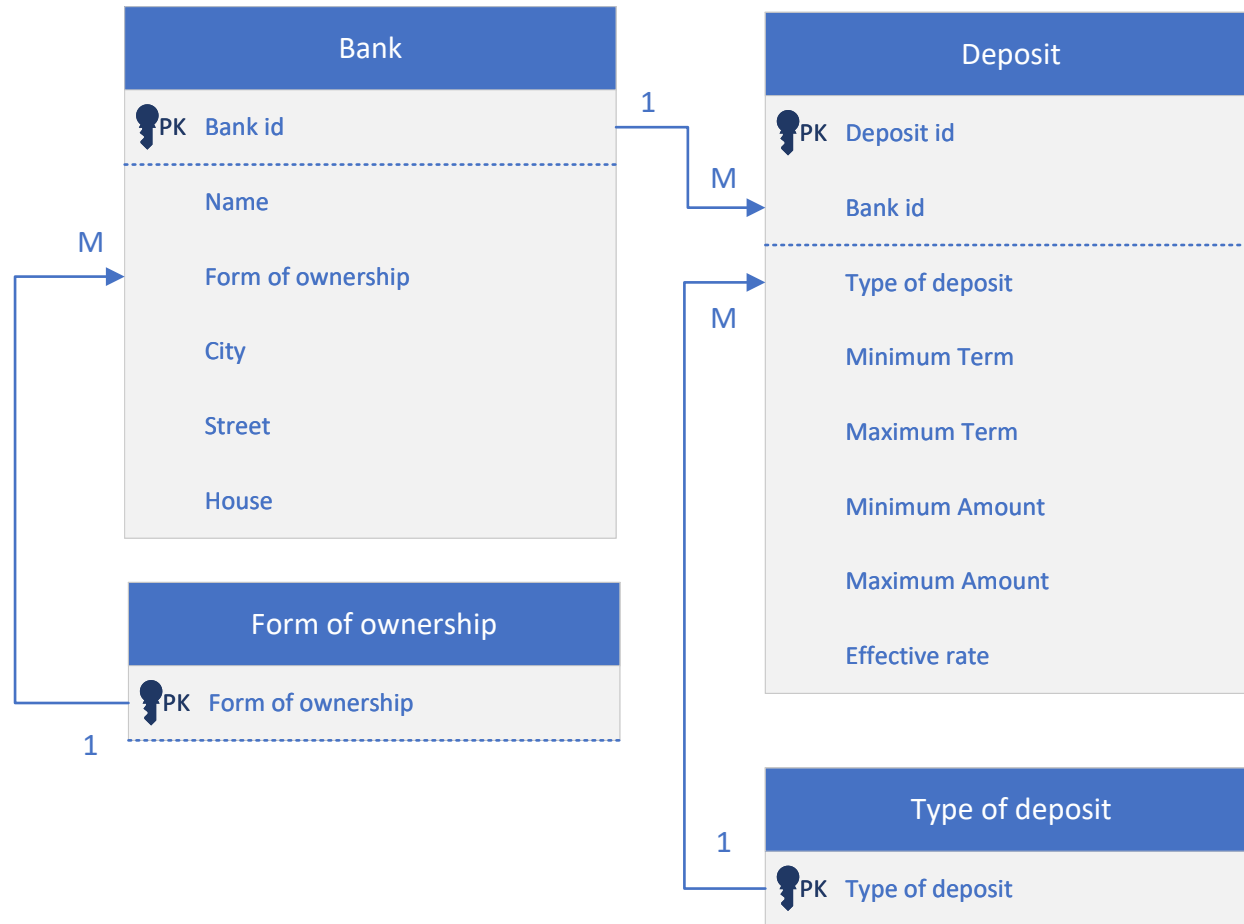 Bank
PK Bank id
Name
Form of ownership
City
Street
House
1
M
M
Deposit
PK Deposit id
Bank id
Type of deposit
Minimum Term
Maximum Term
Minimum Amount
Maximum Amount
Effective rate
M
Form of ownership
PK Form of ownership
1
Type of deposit
PK Type of deposit
1